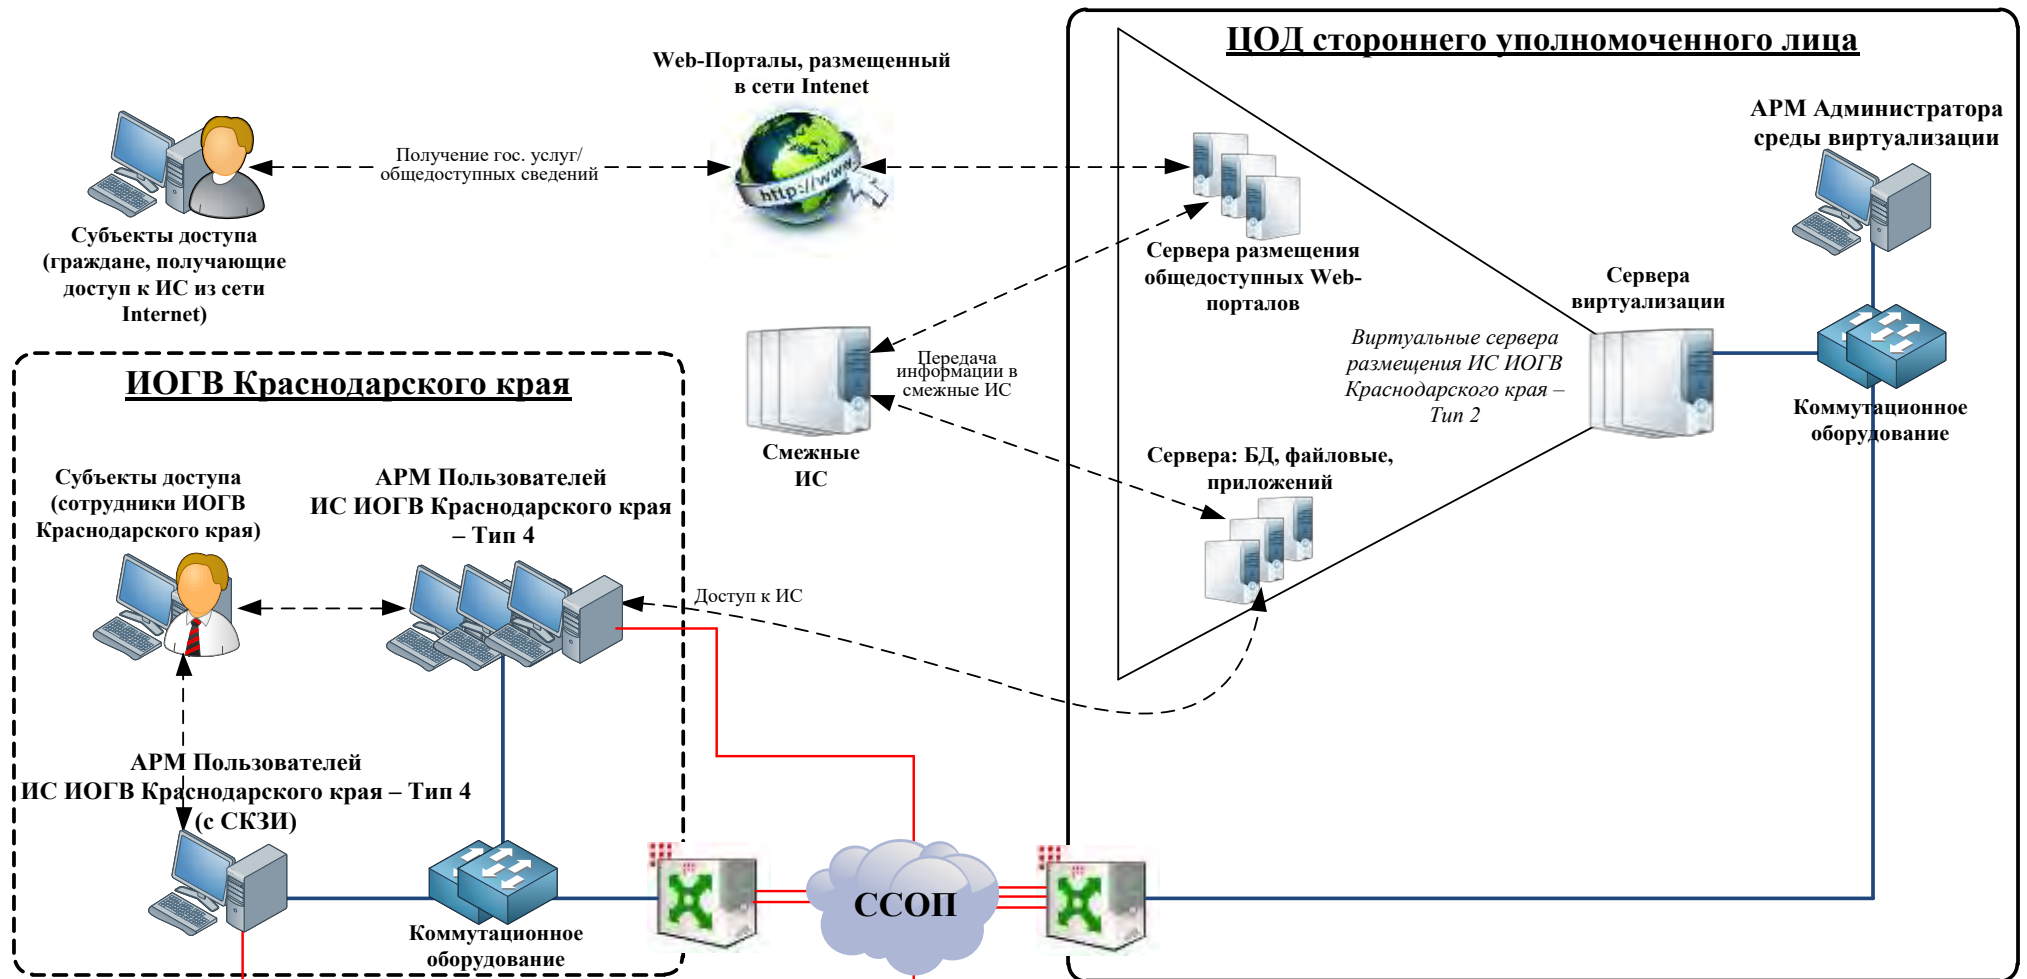 ЦОД стороннего уполномоченного лица
Web-Порталы, размещенный
в сети Intenet
АРМ Администратора
среды виртуализации
Получение гос. услуг/
общедоступных сведений
http://www.
Субъекты доступа
(граждане, получающие
доступ к ИС из сети
Internet)
Сервера размещения
общедоступных Web-
порталов
Сервера
виртуализации
Виртуальные сервера
размещения ИС ИОГВ
Краснодарского края –
Тип 2
Передача
информации в
смежные ИС
Коммутационное
оборудование
Смежные
ИС
Сервера: БД, файловые,
приложений
ИОГВ Краснодарского края
Субъекты доступа
(сотрудники ИОГВ
Краснодарского края)
АРМ Пользователей
ИС ИОГВ Краснодарского края
– Тип 4
Доступ к ИС
АРМ Пользователей
ИС ИОГВ Краснодарского края – Тип 4
(с СКЗИ)
Коммутационное
оборудование
ССОП